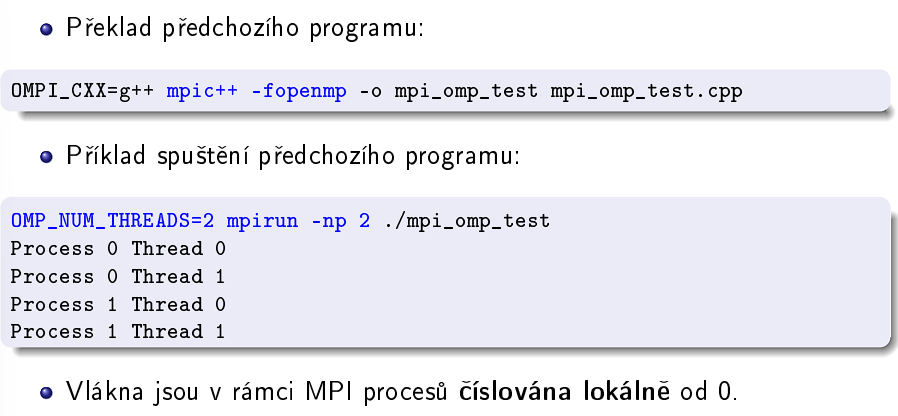 Překlad předchozího programu:
OMPI_CXX=g++ mpic++ -fopenmp -o mpi_omp_test mpi_omp_test.cpp
Příklad spuštění předchozího programu:
OMP_NUM_THREADS=2 mpirun -np 2 ./mpi_omp_test
Process 0 Thread 0
Process 0 Thread 1
Process 1 Thread 0
Process 1 Thread 1
Vlákna jsou v rámci MPI procesů číslována lokálně od 0.